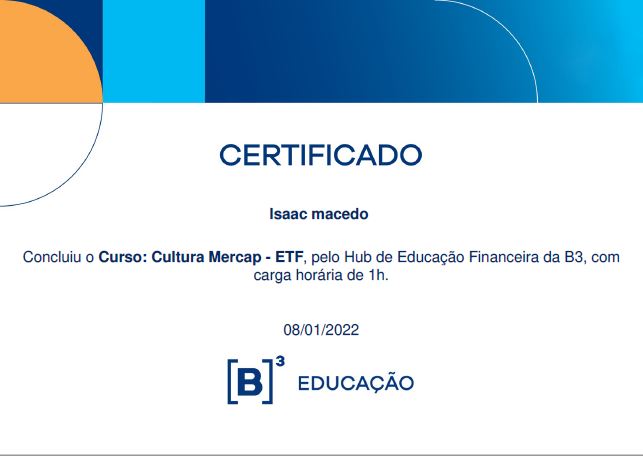 CERTIFICADO
Isaac macedo
Concluiu o Curso: Cultura Mercap - ETF, pelo Hub de Educação Financeira da B3, com
carga horária de 1h.
08/01/2022
[B]³ EDUCAÇÃO